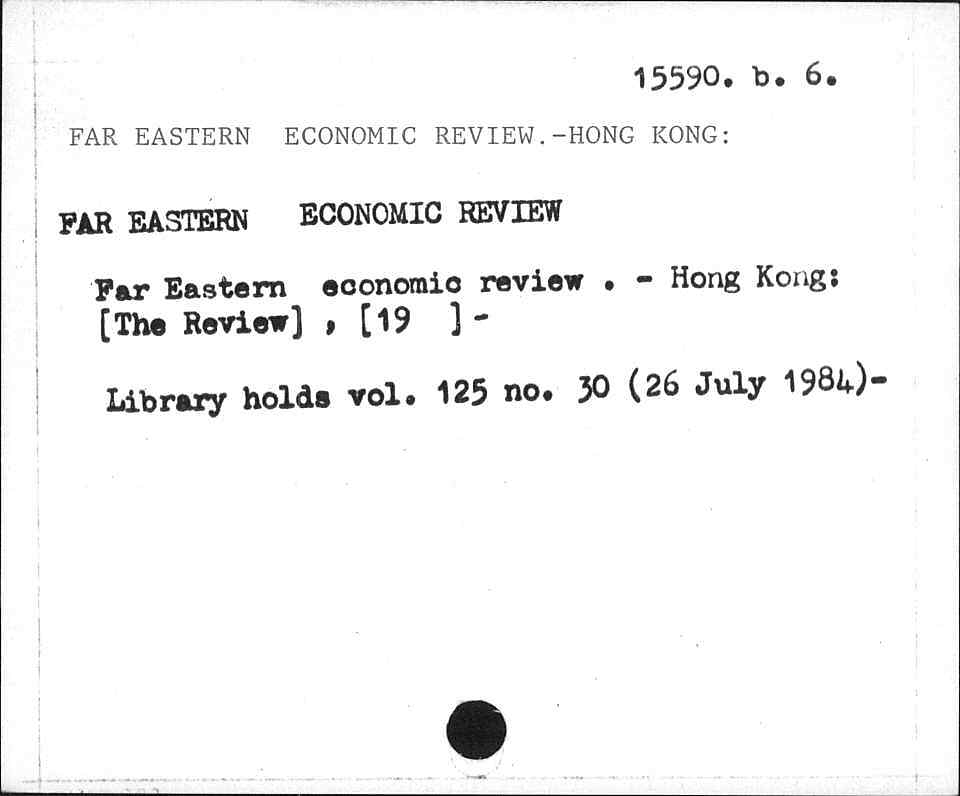 15590. b. 6.
FAR EASTERN ECONOMIC REVIEW.-HONG KONG:
FAR EASTERN ECONOMIC REVIEW
Far Eastern economic review . - Hong Kong:
[The Review] , [19 ] -
Library holds vol. 125 no. 30 (26 July 1984)-